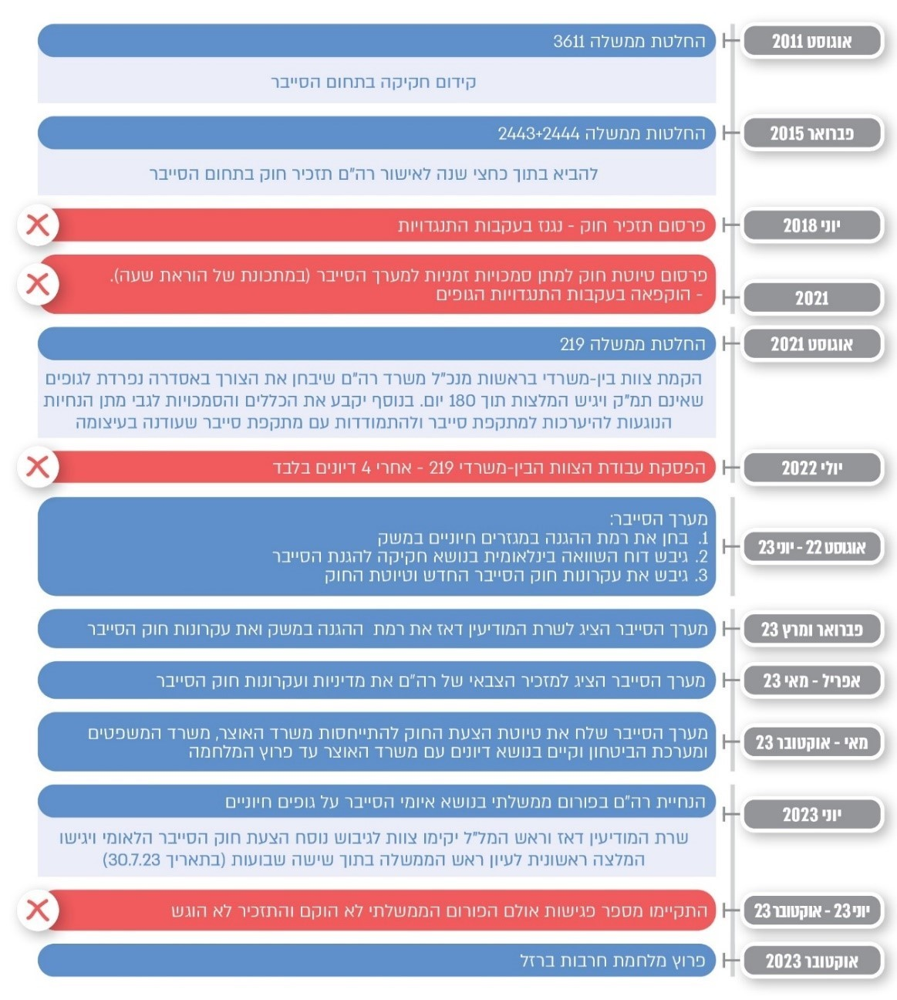 אוגוסט 2011
החלטת ממשלה 3611
קידום חקיקה בתחום הסייבר
פברואר 2015
החלטות ממשלה 2443+2444
להביא בתוך כחצי שנה לאישור רה"מ תזכיר חוק בתחום הסייבר
יוני 2018
פרסום תזכיר חוק - נגנז בעקבות התנגדויות
2021
פרסום טיוטת חוק למתן סמכויות זמניות למערך הסייבר (במתכונת של הוראת שעה).
- הוקפאה בעקבות התנגדויות הגופים
אוגוסט 2021
החלטת ממשלה 219
הקמת צוות בין-משרדי בראשות מנכ"ל משרד רה"מ שיבחן את הצורך באסדרה נפרדת לגופים
שאינם תמ"ק ויגיש המלצות תוך 180 יום. בנוסף יקבע את הכללים והסמכויות לגבי מתן הנחיות
הנוגעות להיערכות למתקפת סייבר ולהתמודדות עם מתקפת סייבר שעודנה בעיצומה
יולי 2022
הפסקת עבודת הצוות הבין-משרדי 219 - אחרי 4 דיונים בלבד
אוגוסט 22 - יוני 23
מערך הסייבר:
1. בחן את רמת ההגנה במגזרים חיוניים במשק
2. גיבש דוח השוואה בינלאומית בנושא חקיקה להגנת הסייבר
3. גיבש את עקרונות חוק הסייבר החדש וטיוטת החוק
פברואר ומרץ 23
מערך הסייבר הציג לשרת המודיעין דאז את רמת ההגנה במשק ואת עקרונות חוק הסייבר
אפריל - מאי 23
מערך הסייבר הציג למזכיר הצבאי של רה"מ את מדיניות ועקרונות חוק הסייבר
מאי - אוקטובר 23
מערך הסייבר שלח את טיוטת הצעת החוק להתייחסות משרד האוצר, משרד המשפטים
ומערכת הביטחון וקיים בנושא דיונים עם משרד האוצר עד פרוץ המלחמה
יוני 2023
הנחיית רה"מ בפורום ממשלתי בנושא איומי הסייבר על גופים חיוניים
שרת המודיעין דאז וראש המל"ל יקימו צוות לגיבוש נוסח הצעת חוק הסייבר הלאומי ויגישו
המלצה ראשונית לעיון ראש הממשלה בתוך שישה שבועות (בתאריך 30.7.23)
יוני 23 - אוקטובר 23
התקיימו מספר פגישות אולם הפורום הממשלתי לא הוקם והתזכיר לא הוגש
אוקטובר 2023
פרוץ מלחמת חרבות ברזל